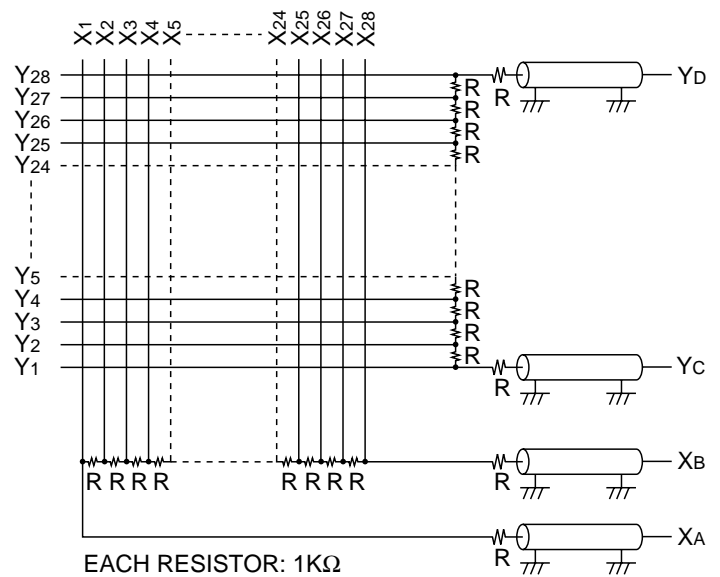 X1 X2 X3 X4 X5 X24 X25 X26 X27 X28
Y28 R YD
R
Y27 R
Y26 R
Y25 R
Y24
Y5 R
Y4 R
Y3 R
Y2 R
Y1 YC
R
XB
R R R R R R R R R
XA
EACH RESISTOR: 1KΩ R